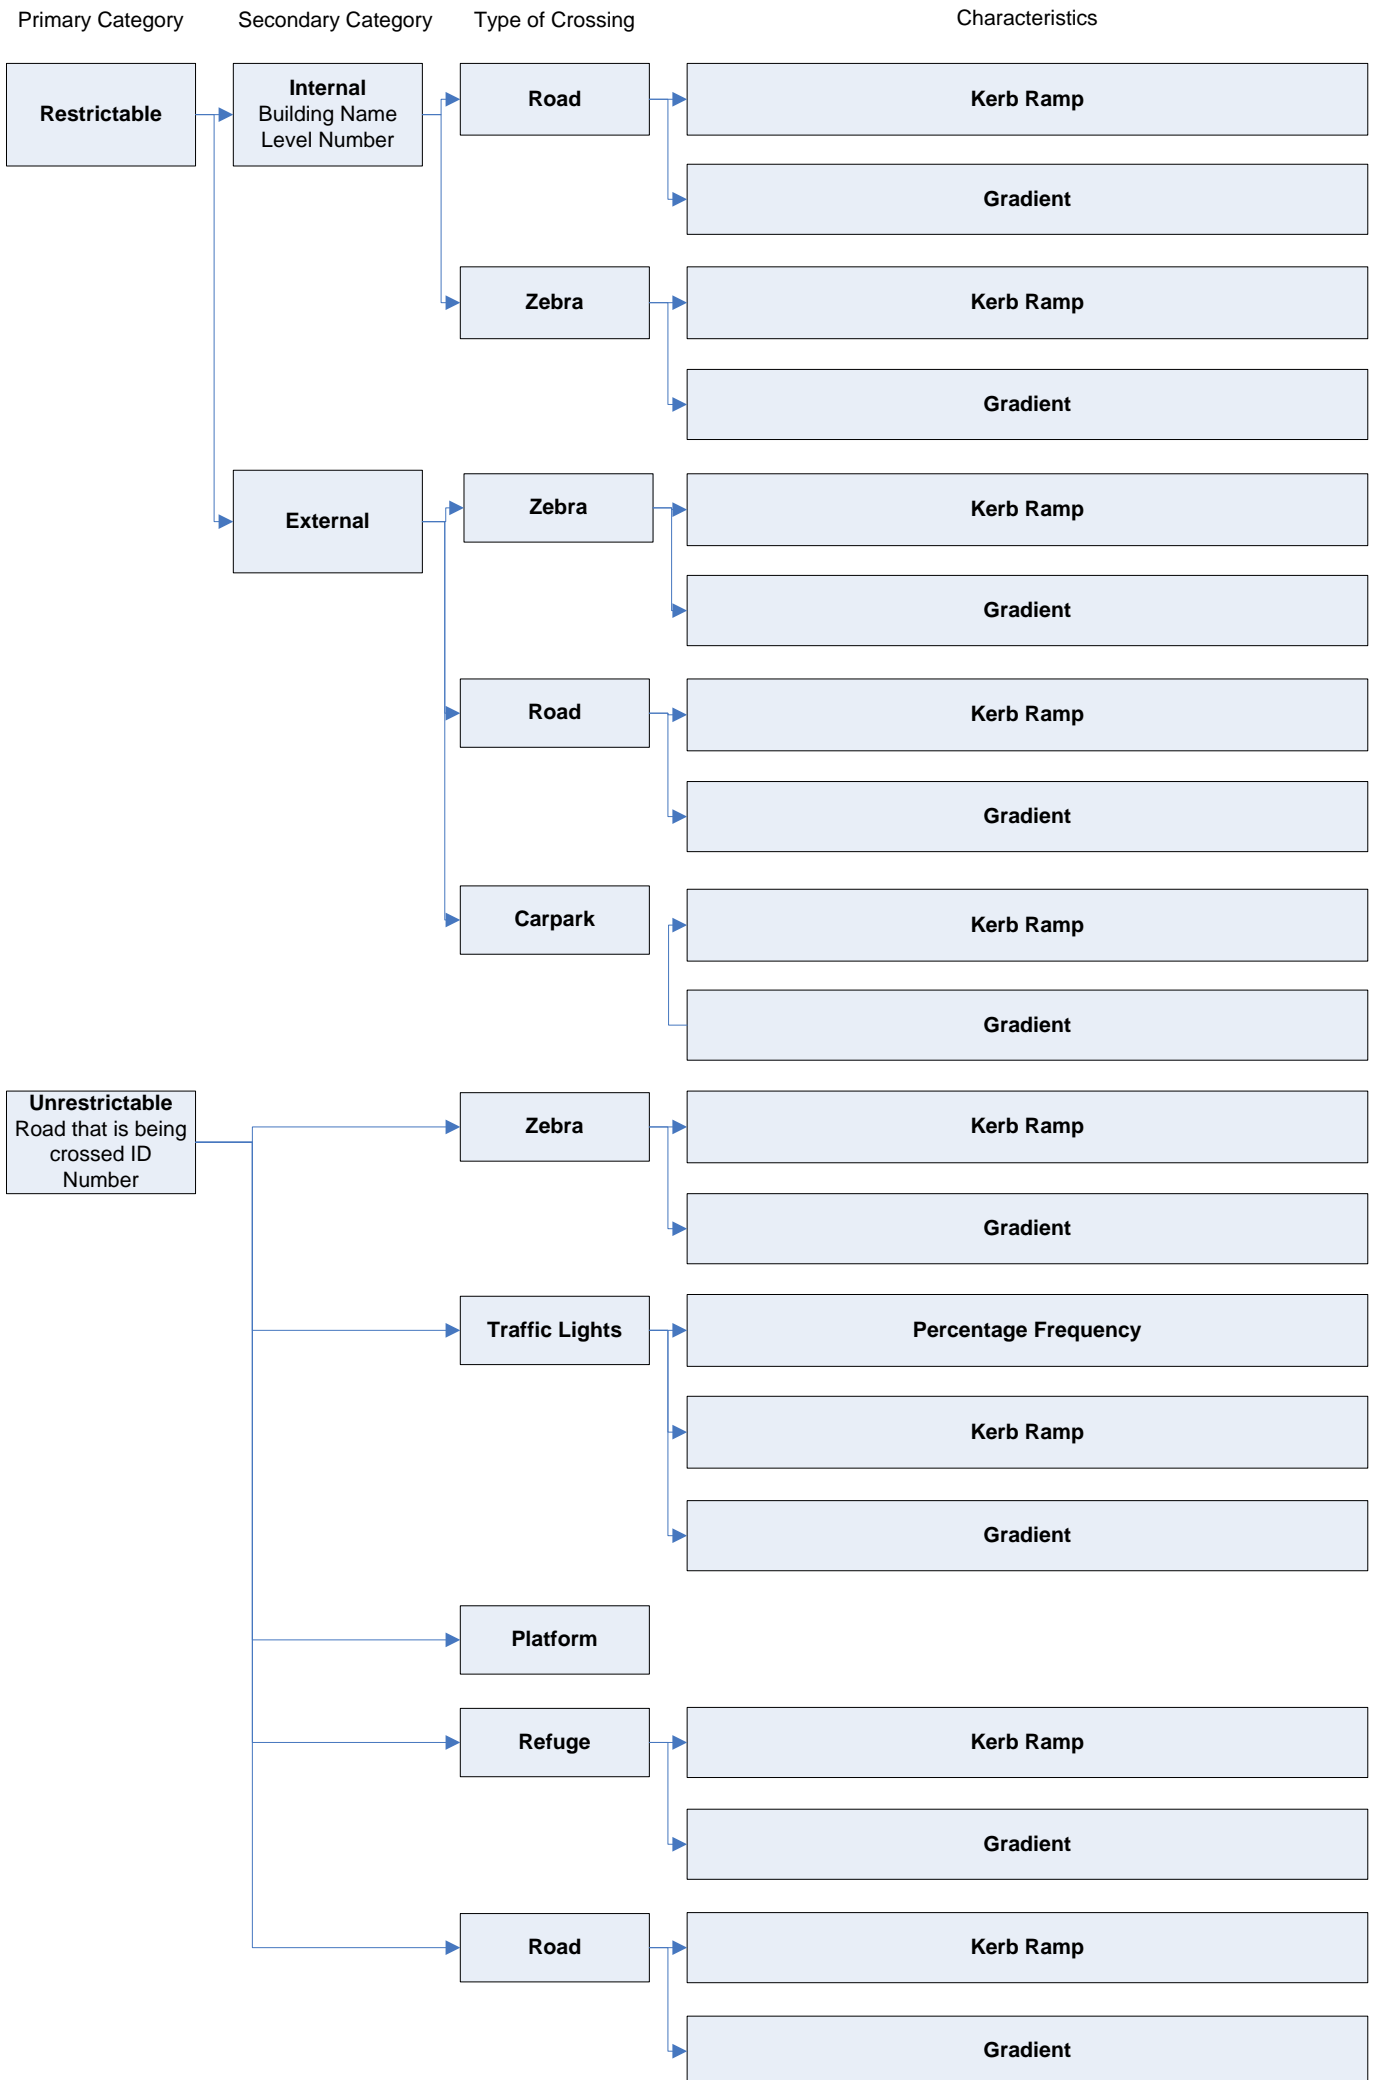 Primary Category
Secondary Category
Type of Crossing
Characteristics
Restrictable
Internal
Building Name
Level Number
Road
Kerb Ramp
Gradient
Zebra
Kerb Ramp
Gradient
External
Zebra
Kerb Ramp
Gradient
Road
Kerb Ramp
Gradient
Carpark
Kerb Ramp
Gradient
Unrestrictable
Road that is being
crossed ID
Number
Zebra
Kerb Ramp
Gradient
Traffic Lights
Percentage Frequency
Kerb Ramp
Gradient
Platform
Refuge
Kerb Ramp
Gradient
Road
Kerb Ramp
Gradient